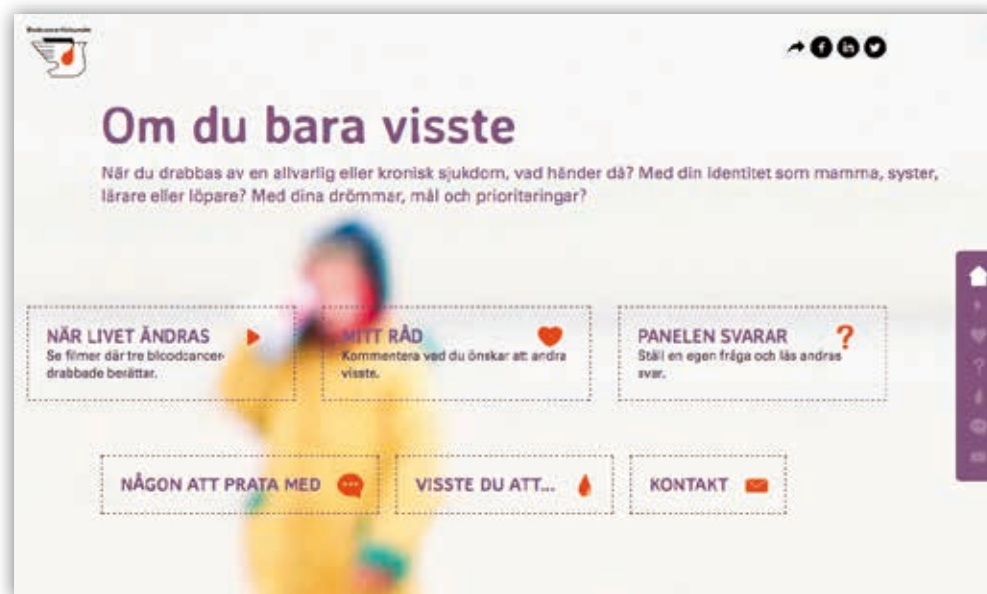 Blodcancerförbundet
Om du bara visste
När du drabbas av en allvarlig eller kronisk sjukdom, vad händer då? Med din identitet som mamma, syster,
lärare eller löpare? Med dina drömmar, mål och prioriteringar?
NÄR LIVET ÄNDRAS
Se filmer där tre blodcancer-
drabbade berättar.
MITT RÅD
Kommentera vad du önskar att andra
visste.
PANELEN SVARAR
Ställ en egen fråga och läs andras
svar.
NÅGON ATT PRATA MED
VISSTE DU ATT...
KONTAKT